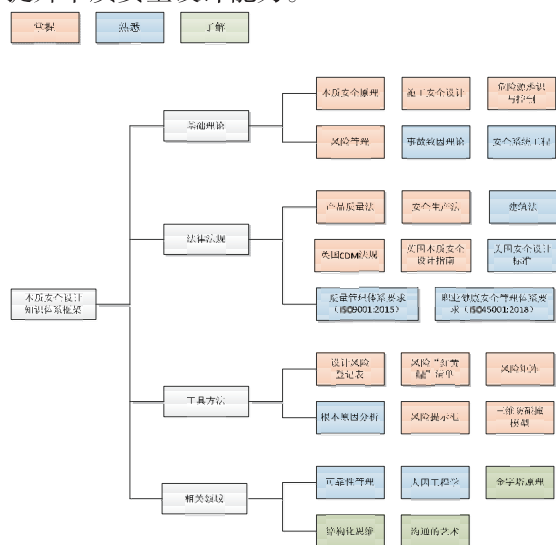 提升本质安全设计能力。
掌握
熟悉
了解
本质安全原理
施工安全设计
危险源辨识
与控制
基础理论
风险管理
事故致因理论
安全系统工程
产品质量法
安全生产法
建筑法
法律法规
英国CDM法规
英国本质安全
设计指南
美国安全设计
标准
本质安全设计
知识体系框架
质量管理体系要求
(ISO9001:2015)
职业健康安全管理体系要
求(ISO45001:2018)
设计风险
登记表
风险“红黄
绿”清单
风险矩阵
工具方法
根本原因分析
风险提示框
三维防碰撞
模型
可靠性管理
人因工程学
金字塔原理
相关领域
结构化思维
沟通的艺术